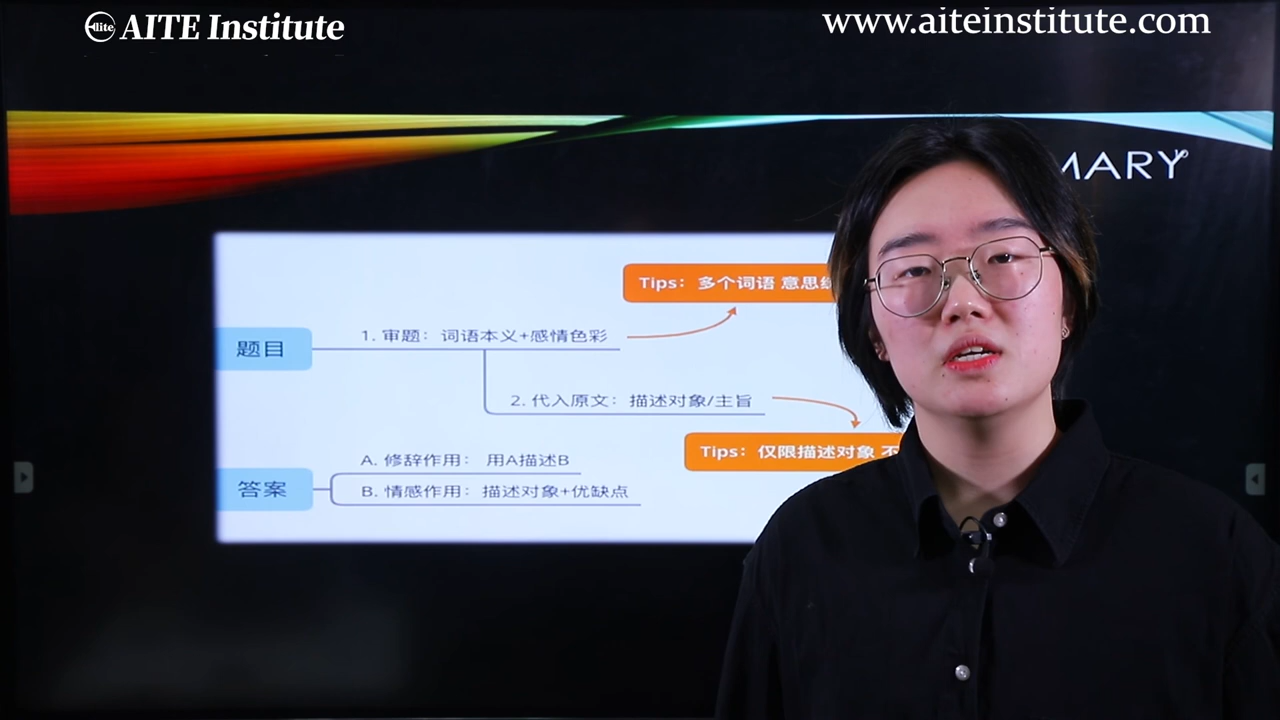 elite AITE Institute
www.aiteinstitute.com
MARY
Tips：多个词语 意思
题目
1. 审题：词语本义+感情色彩
2. 代入原文：描述对象/主旨
Tips：仅限描述对象 不
答案
A. 修辞作用： 用A描述B
B. 情感作用：描述对象+优缺点